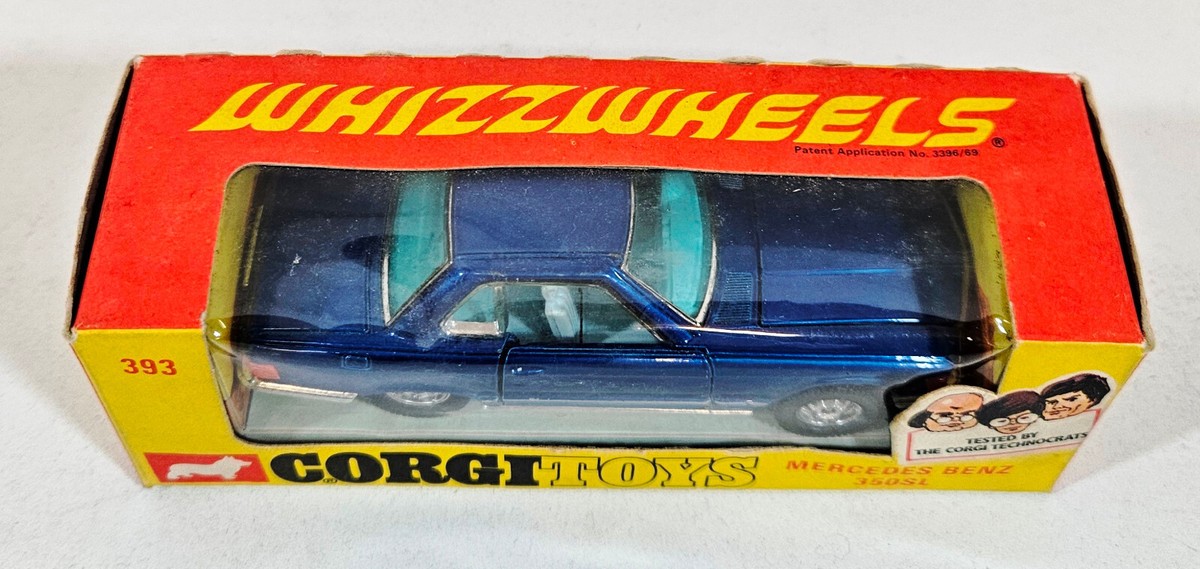 WHIZZWHEELS®
Patent Application No. 3396/69
393
TESTED BY
THE CORGI TECHNOCRATS
CORGI TOYS
MERCEDES BENZ
350SL